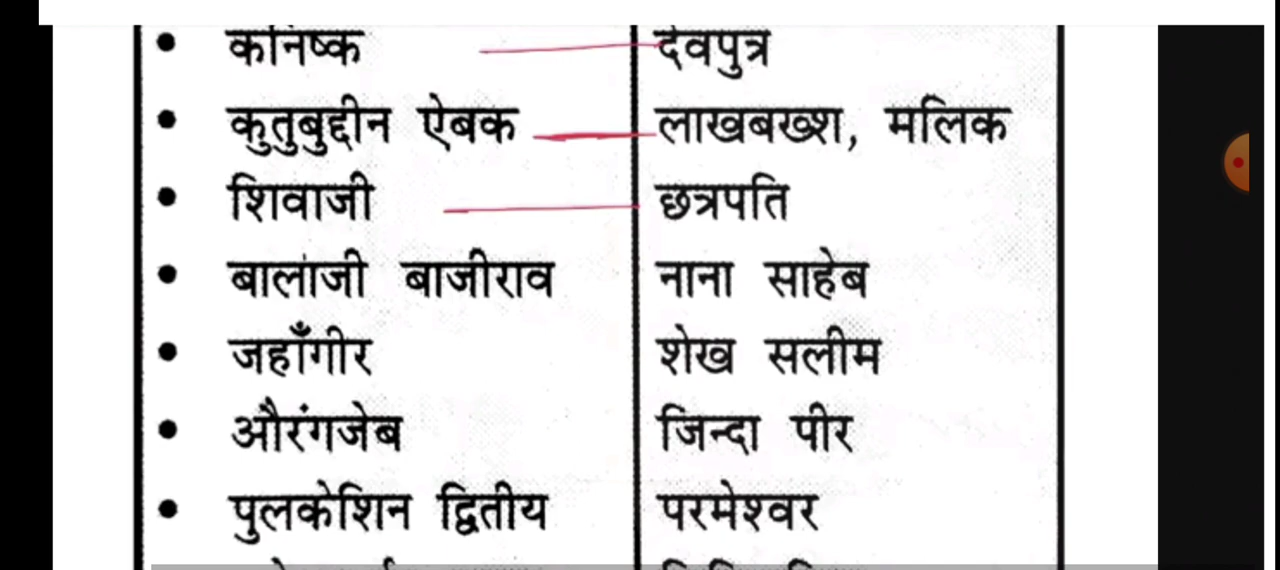 कनिष्क देवपुत्र
कुतुबुद्दीन ऐबक लाखबख्श, मलिक
शिवाजी छत्रपति
बालाजी बाजीराव नाना साहेब
जहाँगीर शेख सलीम
औरंगजेब जिन्दा पीर
पुलकेशिन द्वितीय परमेश्वर